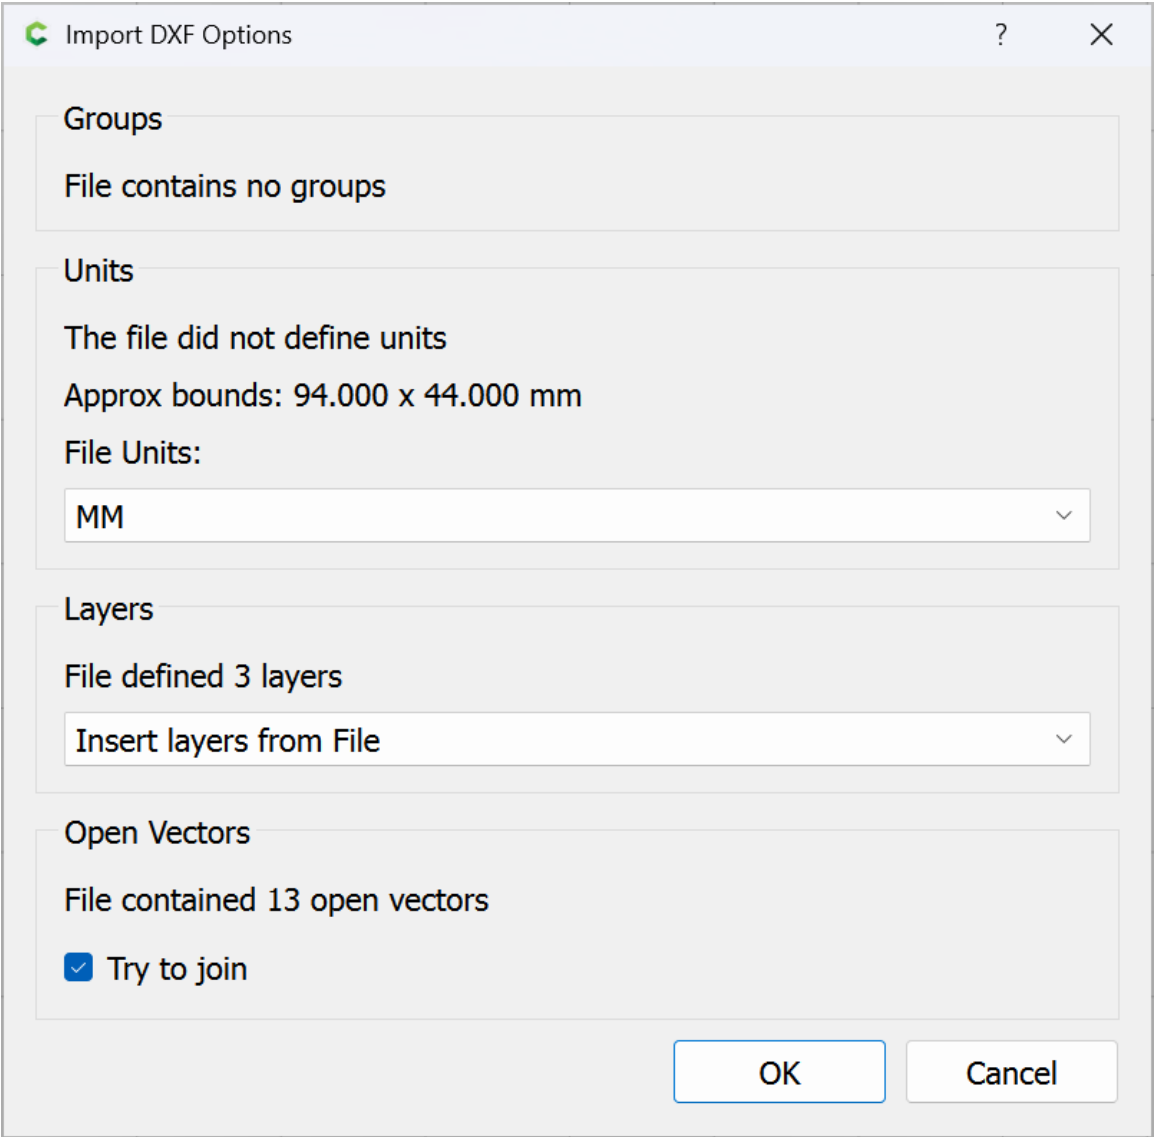 Import DXF Options
?
Groups
File contains no groups
Units
The file did not define units
Approx bounds: 94.000 x 44.000 mm
File Units:
MM
Layers
File defined 3 layers
Insert layers from File
Open Vectors
File contained 13 open vectors
Try to join
OK
Cancel